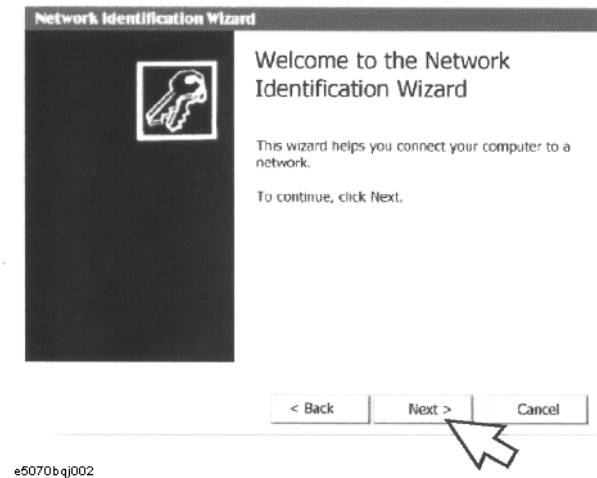 Network Identification Wizard
Welcome to the Network
Identification Wizard
This wizard helps you connect your computer to a
network.
To continue, click Next.
< Back
Next >
Cancel
e5070bqj002